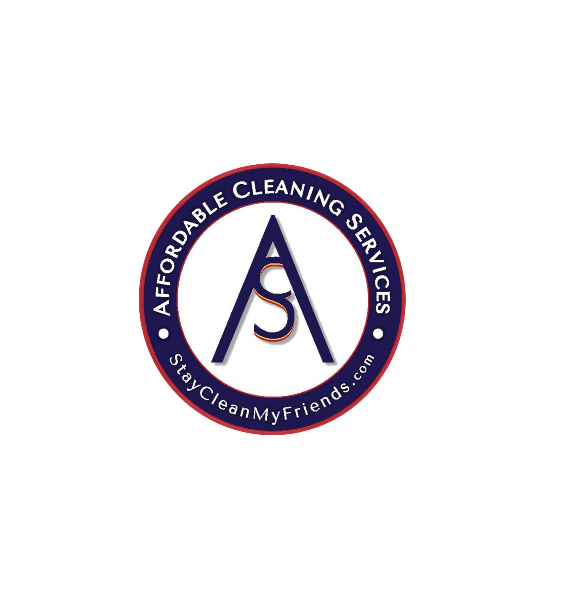 AFFORDABLE CLEANING SERVICES
AS
StayCleanMyFriends.com